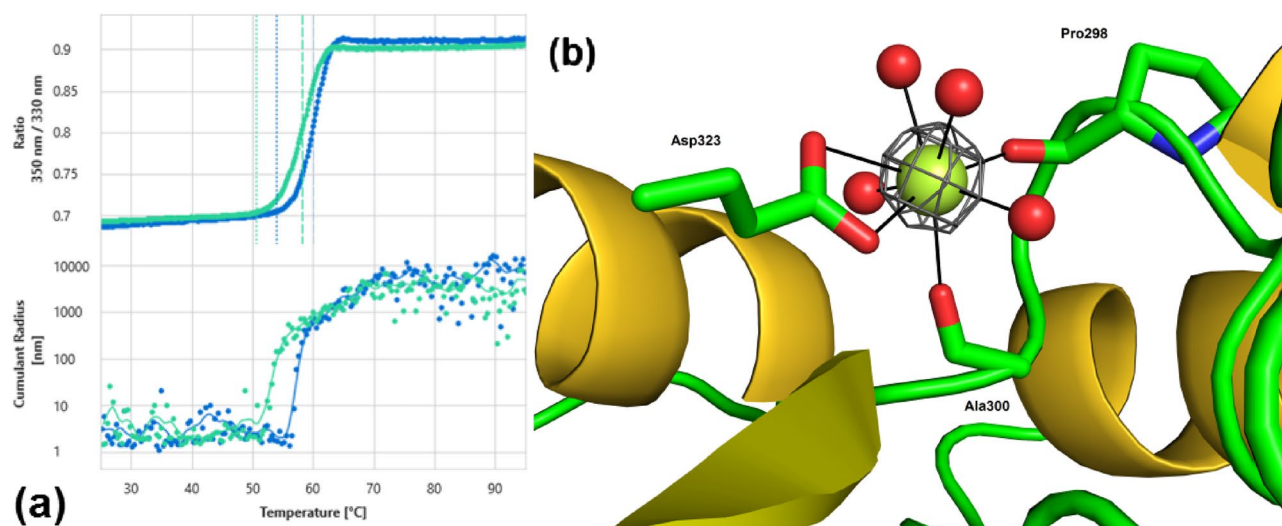 0.9
0.85
0.8
0.75
0.7
Ratio
350 nm / 330 nm
10000
1000
100
10
1
Cumulant Radius
[nm]
30 40 50 60 70 80 90
Temperature [°C]
(a)
(b)
Pro298
Asp323
Ala300